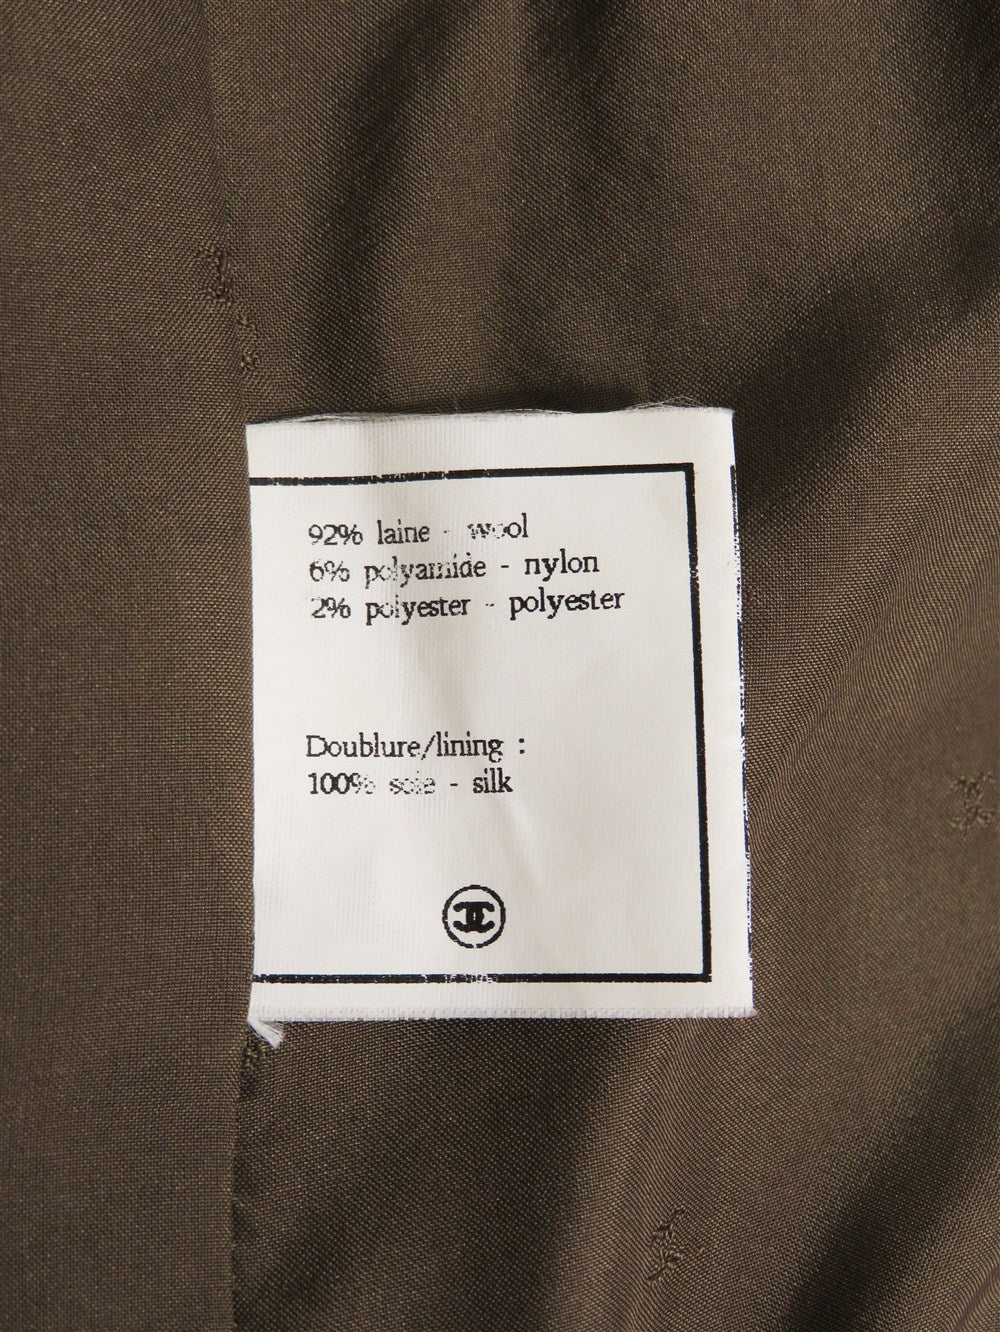 92% laine - wool
6% polyamide - nylon
2% polyester - polyester
Doublure/lining :
100% soie - silk